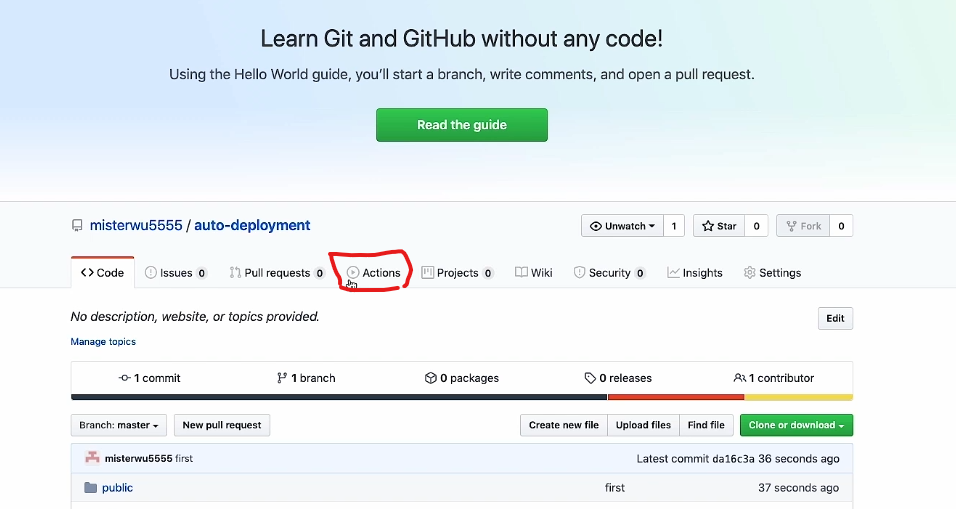 Learn Git and GitHub without any code!
Using the Hello World guide, you'll start a branch, write comments, and open a pull request.
Read the guide
misterwu5555 / auto-deployment
Unwatch 1 Star 0 Fork 0
Code Issues 0 Pull requests 0 Actions Projects 0 Wiki Security 0 Insights Settings
No description, website, or topics provided.
Edit
Manage topics
1 commit 1 branch 0 packages 0 releases 1 contributor
Branch: master New pull request Create new file Upload files Find file Clone or download
misterwu5555 first Latest commit da16c3a 36 seconds ago
public first 37 seconds ago